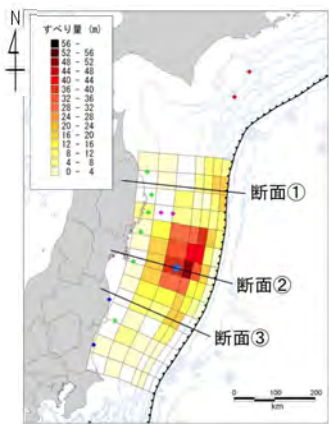 N
すべり量 (m)
56 -
52 - 56
48 - 52
44 - 48
40 - 44
36 - 40
32 - 36
28 - 32
24 - 28
20 - 24
16 - 20
12 - 16
8 - 12
4 - 8
0 - 4
断面①
断面②
断面③
0 100 200
km